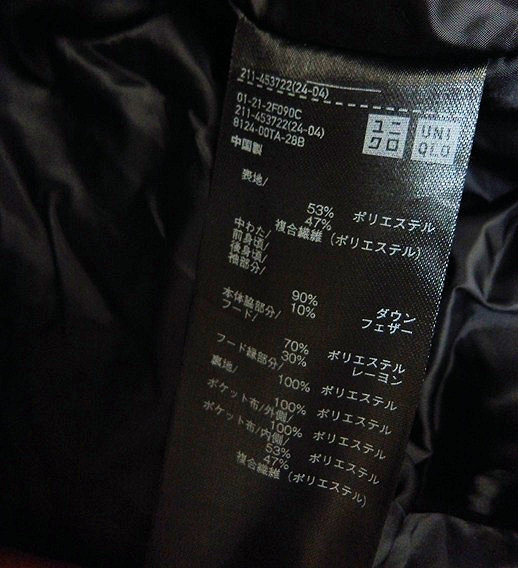 211-453722(24-04)
01-21-2F090C
211-453722(24-04)
8124-00TA-28B
ユニ
クロ
UNI
QLO
中国製
表地/
53% ポリエステル
47% 複合繊維 (ポリエステル)
中わた/
前身頃/
後身頃/
袖部分/
90% ダウン
10% フェザー
本体脇部分/
フード/
70% ポリエステル
30% レーヨン
フード縁部分/
100% ポリエステル
裏地/
100% ポリエステル
ポケット布/外側/
100% ポリエステル
ポケット布/内側/
53% ポリエステル
47%
複合繊維 (ポリエステル)